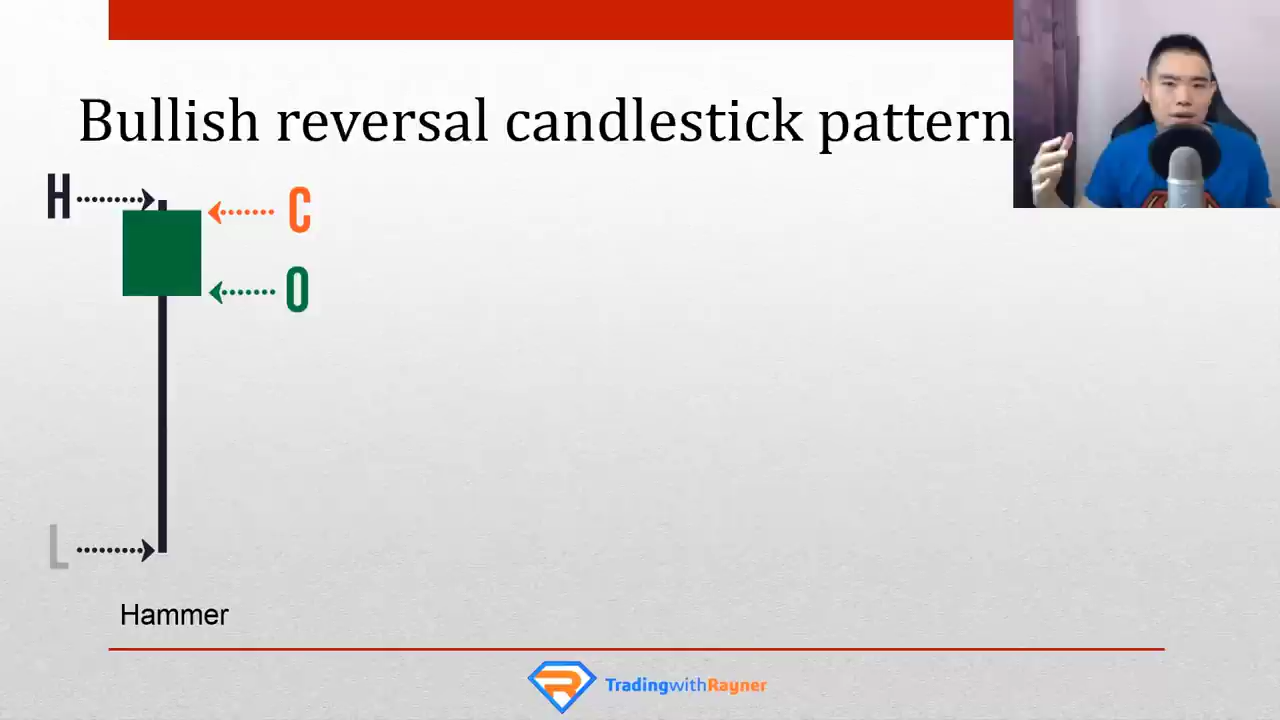 Bullish reversal candlestick pattern
H
C
O
L
Hammer
TradingwithRayner